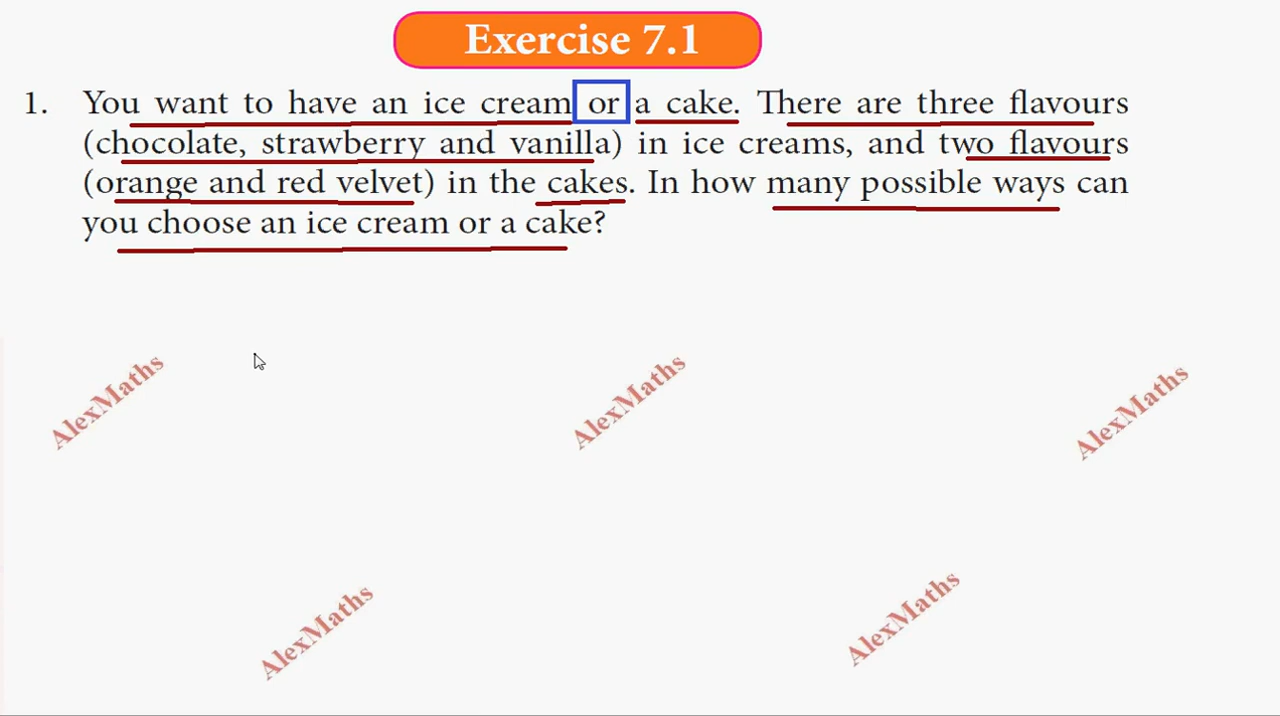 Exercise 7.1
1. You want to have an ice cream or a cake. There are three flavours
(chocolate, strawberry and vanilla) in ice creams, and two flavours
(orange and red velvet) in the cakes. In how many possible ways can
you choose an ice cream or a cake?
AlexMaths
AlexMaths
AlexMaths
AlexMaths
AlexMaths